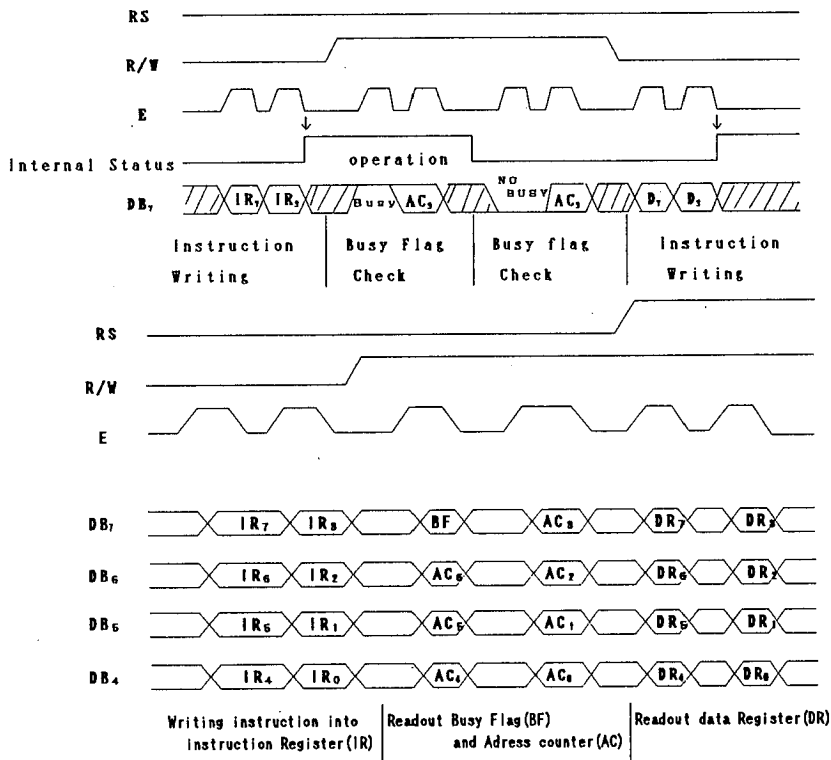 RS
R/W
E
Internal Status operation
NO
BUSY
DB₇ IR₇ IR₃ Busy AC₃ AC₃ D₇ D₃
Instruction Busy Flag Busy flag Instruction
Writing Check Check Writing
RS
R/W
E
DB₇ IR₇ IR₃ BF AC₃ DR₇ DR₃
DB₆ IR₆ IR₂ AC₆ AC₂ DR₆ DR₂
DB₅ IR₅ IR₁ AC₅ AC₁ DR₅ DR₁
DB₄ IR₄ IR₀ AC₄ AC₀ DR₄ DR₀
Writing instruction into Readout Busy Flag(BF) Readout data Register(DR)
Instruction Register(IR) and Adress counter(AC)